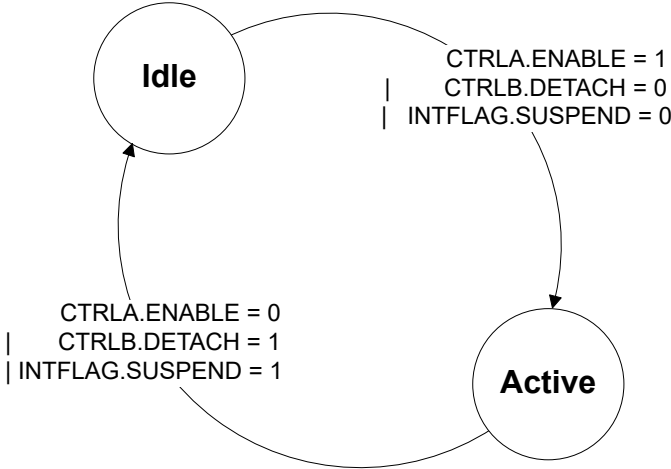 Idle
CTRLA.ENABLE = 1
| CTRLB.DETACH = 0
| INTFLAG.SUSPEND = 0
CTRLA.ENABLE = 0
| CTRLB.DETACH = 1
| INTFLAG.SUSPEND = 1
Active